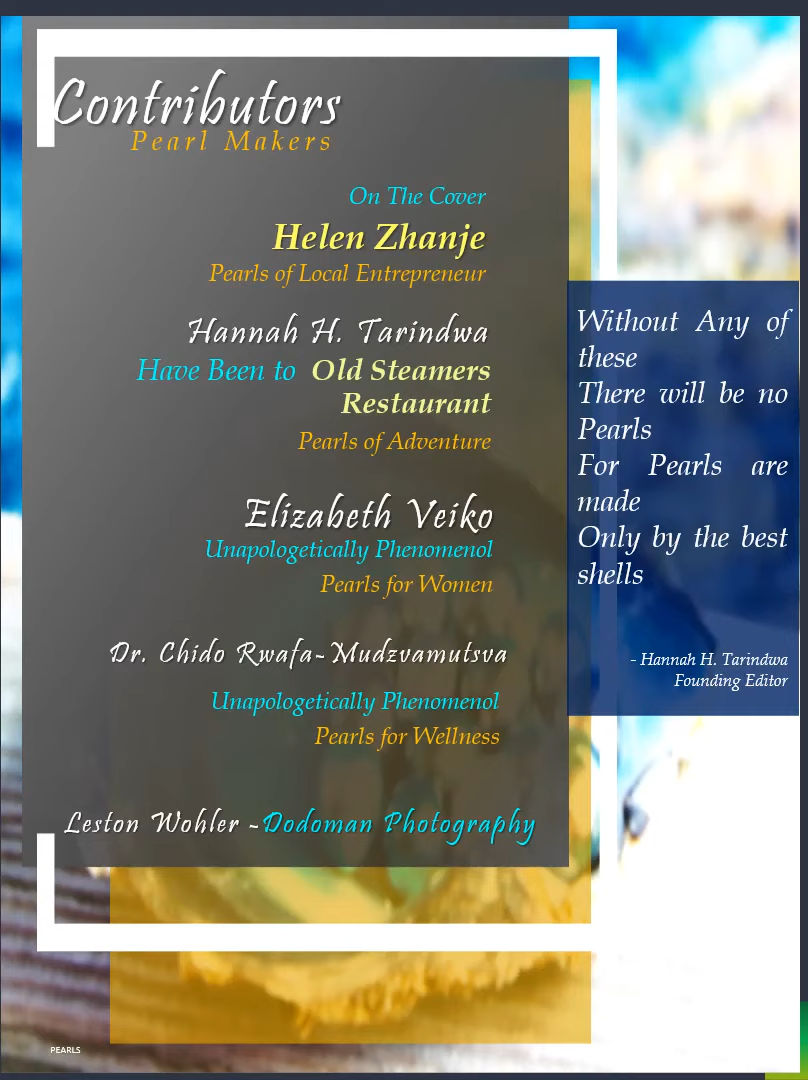 Contributors
Pearl Makers
On The Cover
Helen Zhanje
Pearls of Local Entrepreneur
Hannah H. Tarindwa
Have Been to Old Steamers
Restaurant
Pearls of Adventure
Elizabeth Veiko
Unapologetically Phenomenol
Pearls for Women
Dr. Chido Rwafa-Mudzvamutsva
Unapologetically Phenomenol
Pearls for Wellness
Leston Wohler -Dodoman Photography
Without Any of
these
There will be no
Pearls
For Pearls are
made
Only by the best
shells
- Hannah H. Tarindwa
Founding Editor
PEARLS